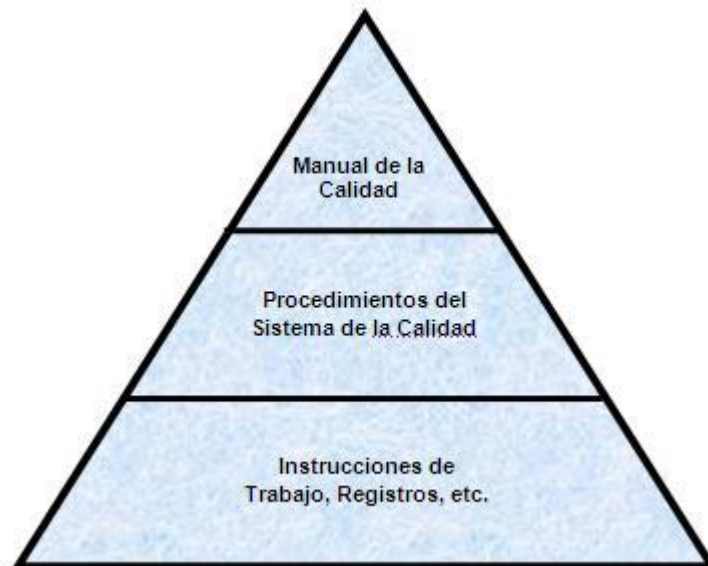 Manual de la
Calidad
Procedimientos del
Sistema de la Calidad
Instrucciones de
Trabajo, Registros, etc.